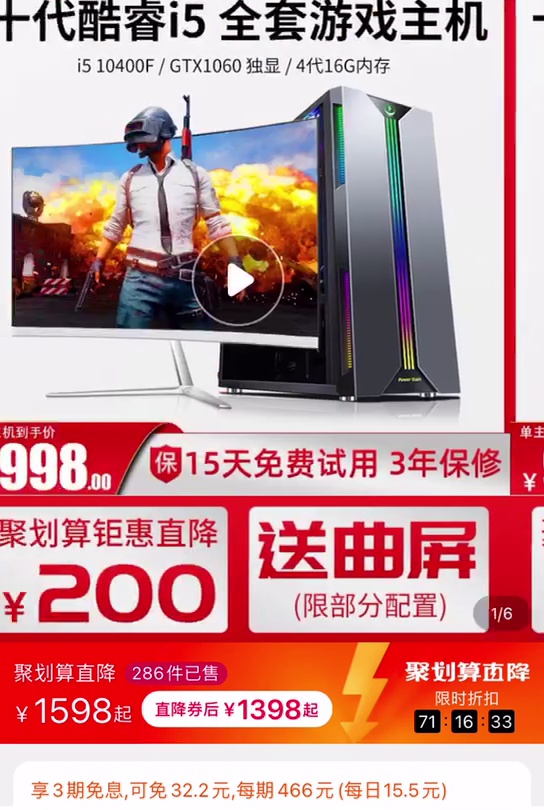 十代酷睿i5 全套游戏主机
i5 10400F / GTX1060 独显 / 4代16G内存
Power Train
机到手价
998.00
保 15天免费试用 3年保修
单主
¥
聚划算钜惠直降
¥200
送曲屏
(限部分配置)
1/6
聚划算直降 286件已售
¥1598起 直降券后¥1398起
聚划算直降
限时折扣
71:16:33
享3期免息,可免32.2元,每期466元(每日15.5元)